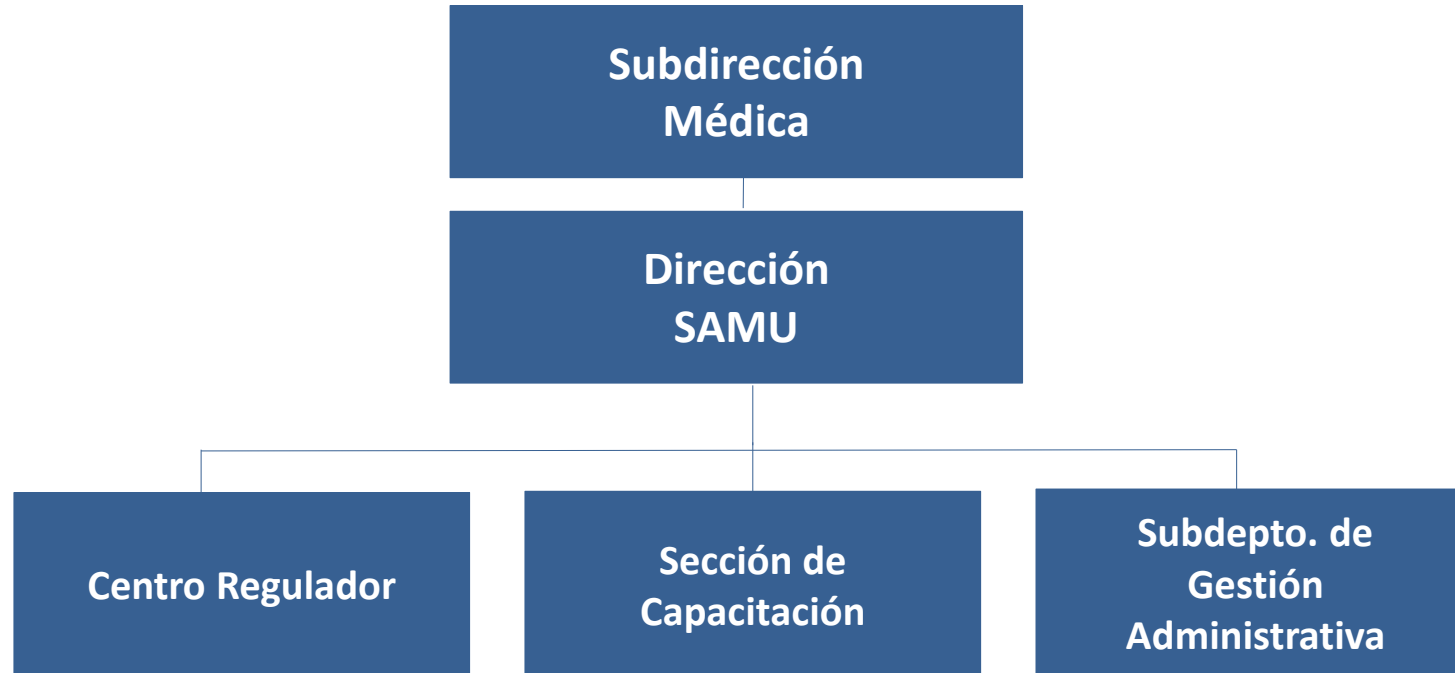 Subdirección
Médica
Dirección
SAMU
Centro Regulador
Sección de
Capacitación
Subdepto. de
Gestión
Administrativa